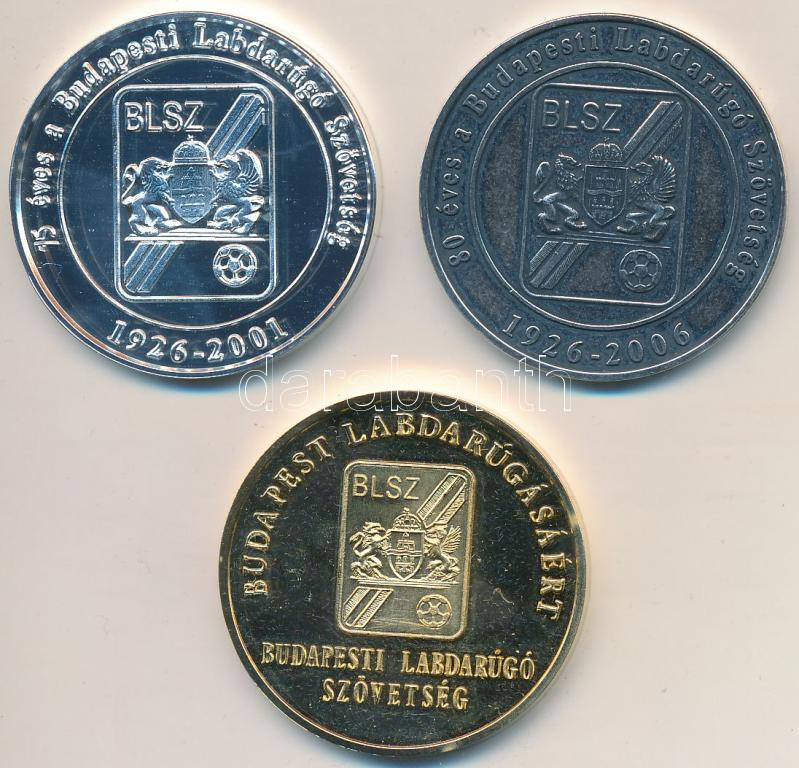 75 éves a Budapesti Labdarúgó Szövetség
BLSZ
1926-2001
80 éves a Budapesti Labdarúgó Szövetség
BLSZ
1926-2006
darabanth
BUDAPEST LABDARÚGÁSÁÉRT
BLSZ
BUDAPESTI LABDARÚGÓ
SZÖVETSÉG